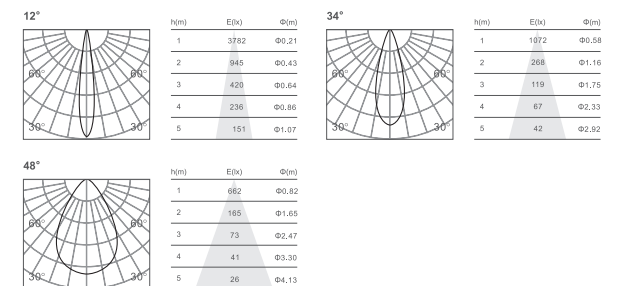 12°
h(m) E(lx) Φ(m)
1 3782 Φ0.21
2 945 Φ0.43
3 420 Φ0.64
4 236 Φ0.86
5 151 Φ1.07
60° 60°
30° 30°
34°
h(m) E(lx) Φ(m)
1 1072 Φ0.58
2 268 Φ1.16
3 119 Φ1.75
4 67 Φ2.33
5 42 Φ2.92
60° 60°
30° 30°
48°
h(m) E(lx) Φ(m)
1 662 Φ0.82
2 165 Φ1.65
3 73 Φ2.47
4 41 Φ3.30
5 26 Φ4.13
60° 60°
30° 30°